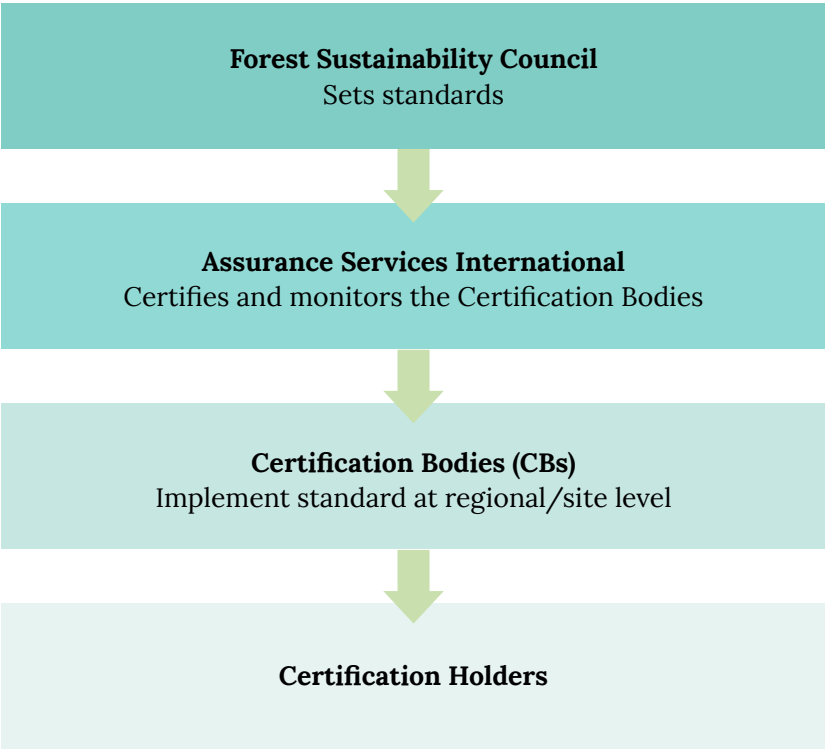 Forest Sustainability Council
Sets standards
Assurance Services International
Certifies and monitors the Certification Bodies
Certification Bodies (CBs)
Implement standard at regional/site level
Certification Holders